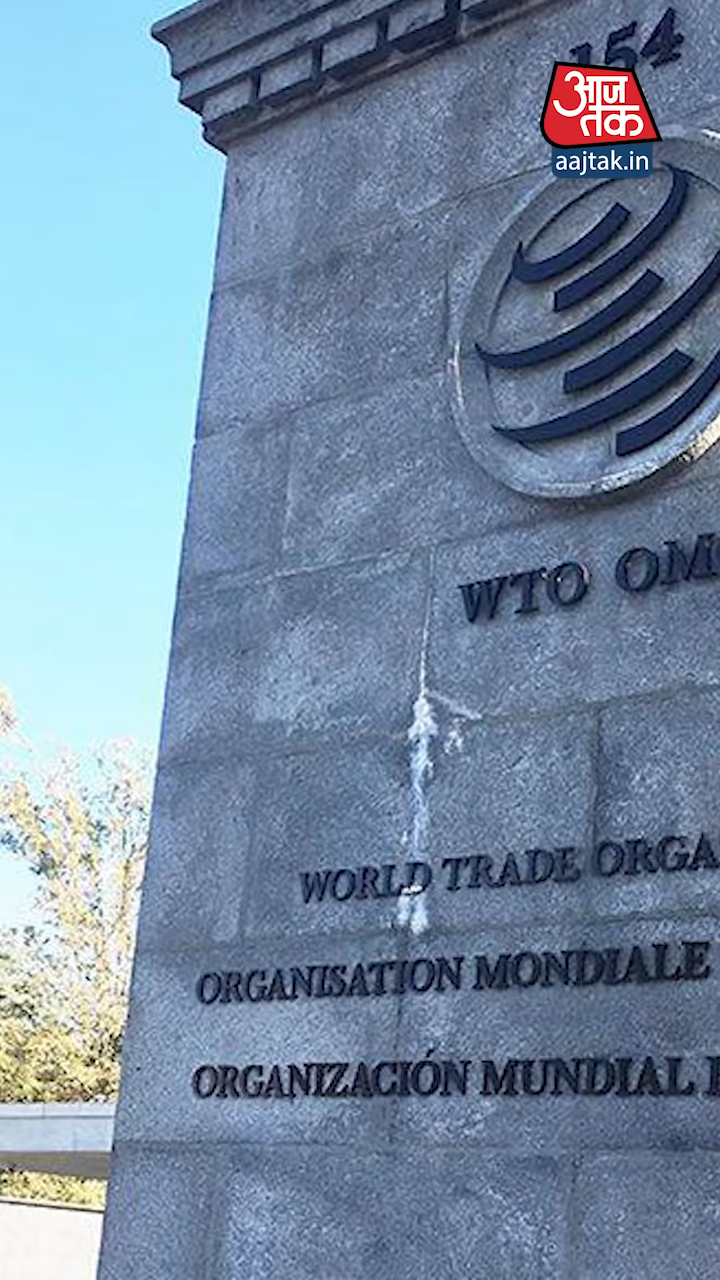 154
आज
तक
aajtak.in
WTO OM
WORLD TRADE ORGA
ORGANISATION MONDIALE
ORGANIZACIÓN MUNDIAL